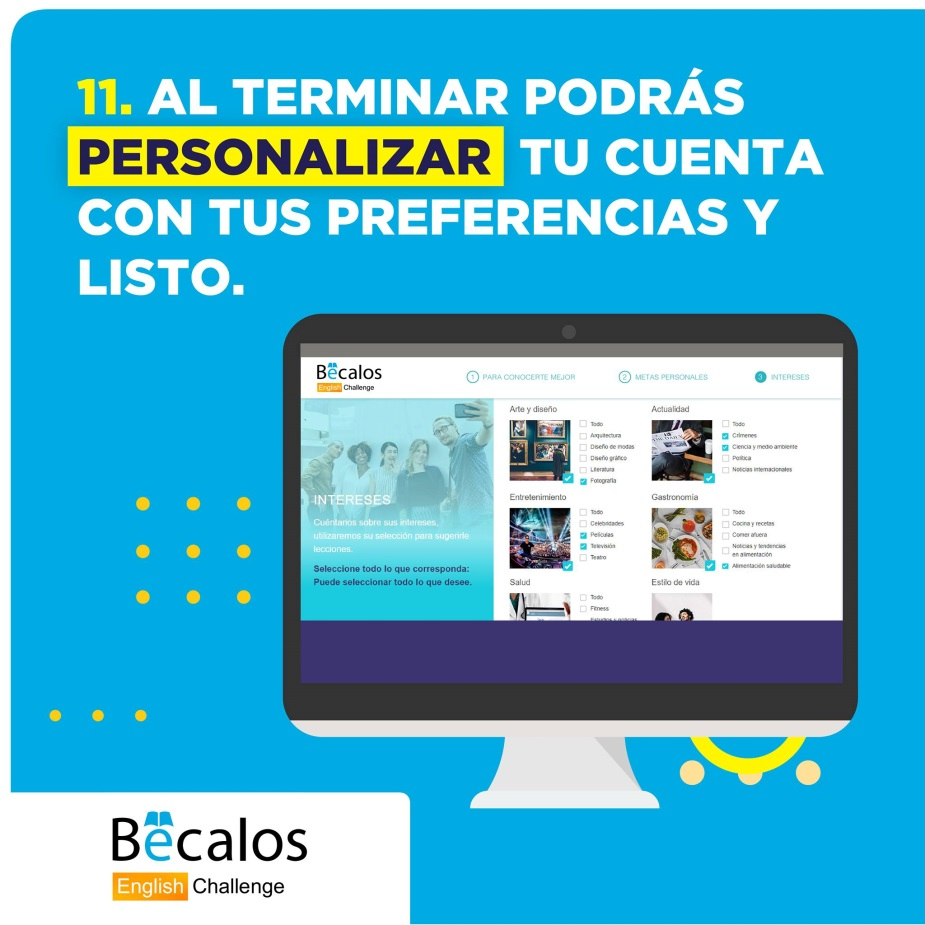 11. AL TERMINAR PODRÁS
PERSONALIZAR TU CUENTA
CON TUS PREFERENCIAS Y
LISTO.
Bécalos
English Challenge
1 PARA CONOCERTE MEJOR
2 METAS PERSONALES
3 INTERESES
INTERESES
Cuéntanos sobre sus intereses,
utilizaremos su selección para sugerirle
lecciones.
Seleccione todo lo que corresponda:
Puede seleccionar todo lo que desee.
Arte y diseño
Todo
Arquitectura
Diseño de modas
Diseño gráfico
Literatura
Fotografía
Actualidad
Todo
Crímenes
Ciencia y medio ambiente
Política
Noticias internacionales
Entretenimiento
Todo
Celebridades
Películas
Televisión
Teatro
Gastronomía
Todo
Cocina y recetas
Comer afuera
Noticias y tendencias
en alimentación
Alimentación saludable
Salud
Todo
Fitness
Estilo de vida
Bécalos
English Challenge